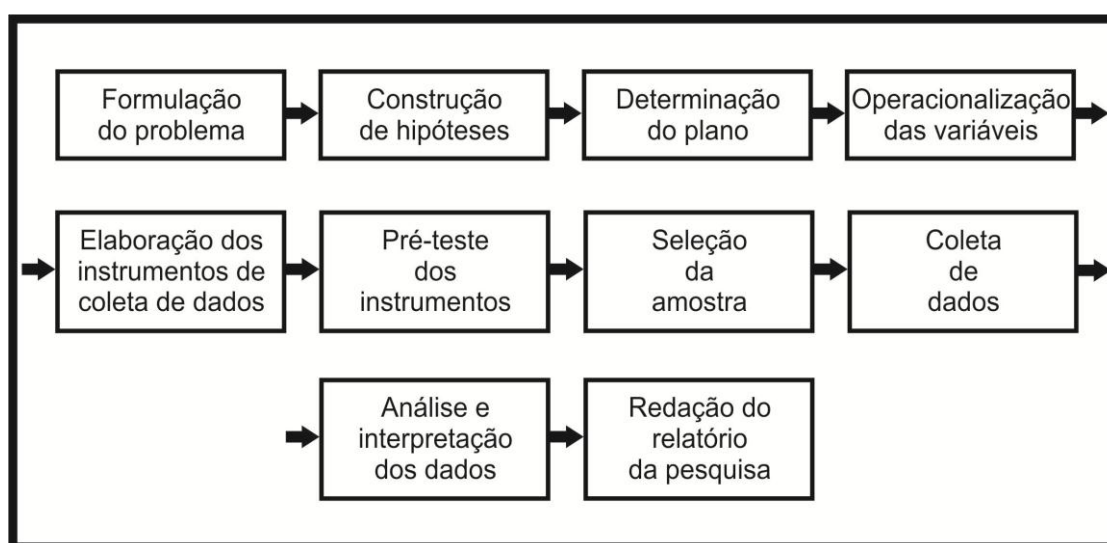 Formulação
do problema
Construção
de hipóteses
Determinação
do plano
Operacionalização
das variáveis
Elaboração dos
instrumentos de
coleta de dados
Pré-teste
dos
instrumentos
Seleção
da
amostra
Coleta
de
dados
Análise e
interpretação
dos dados
Redação do
relatório
da pesquisa